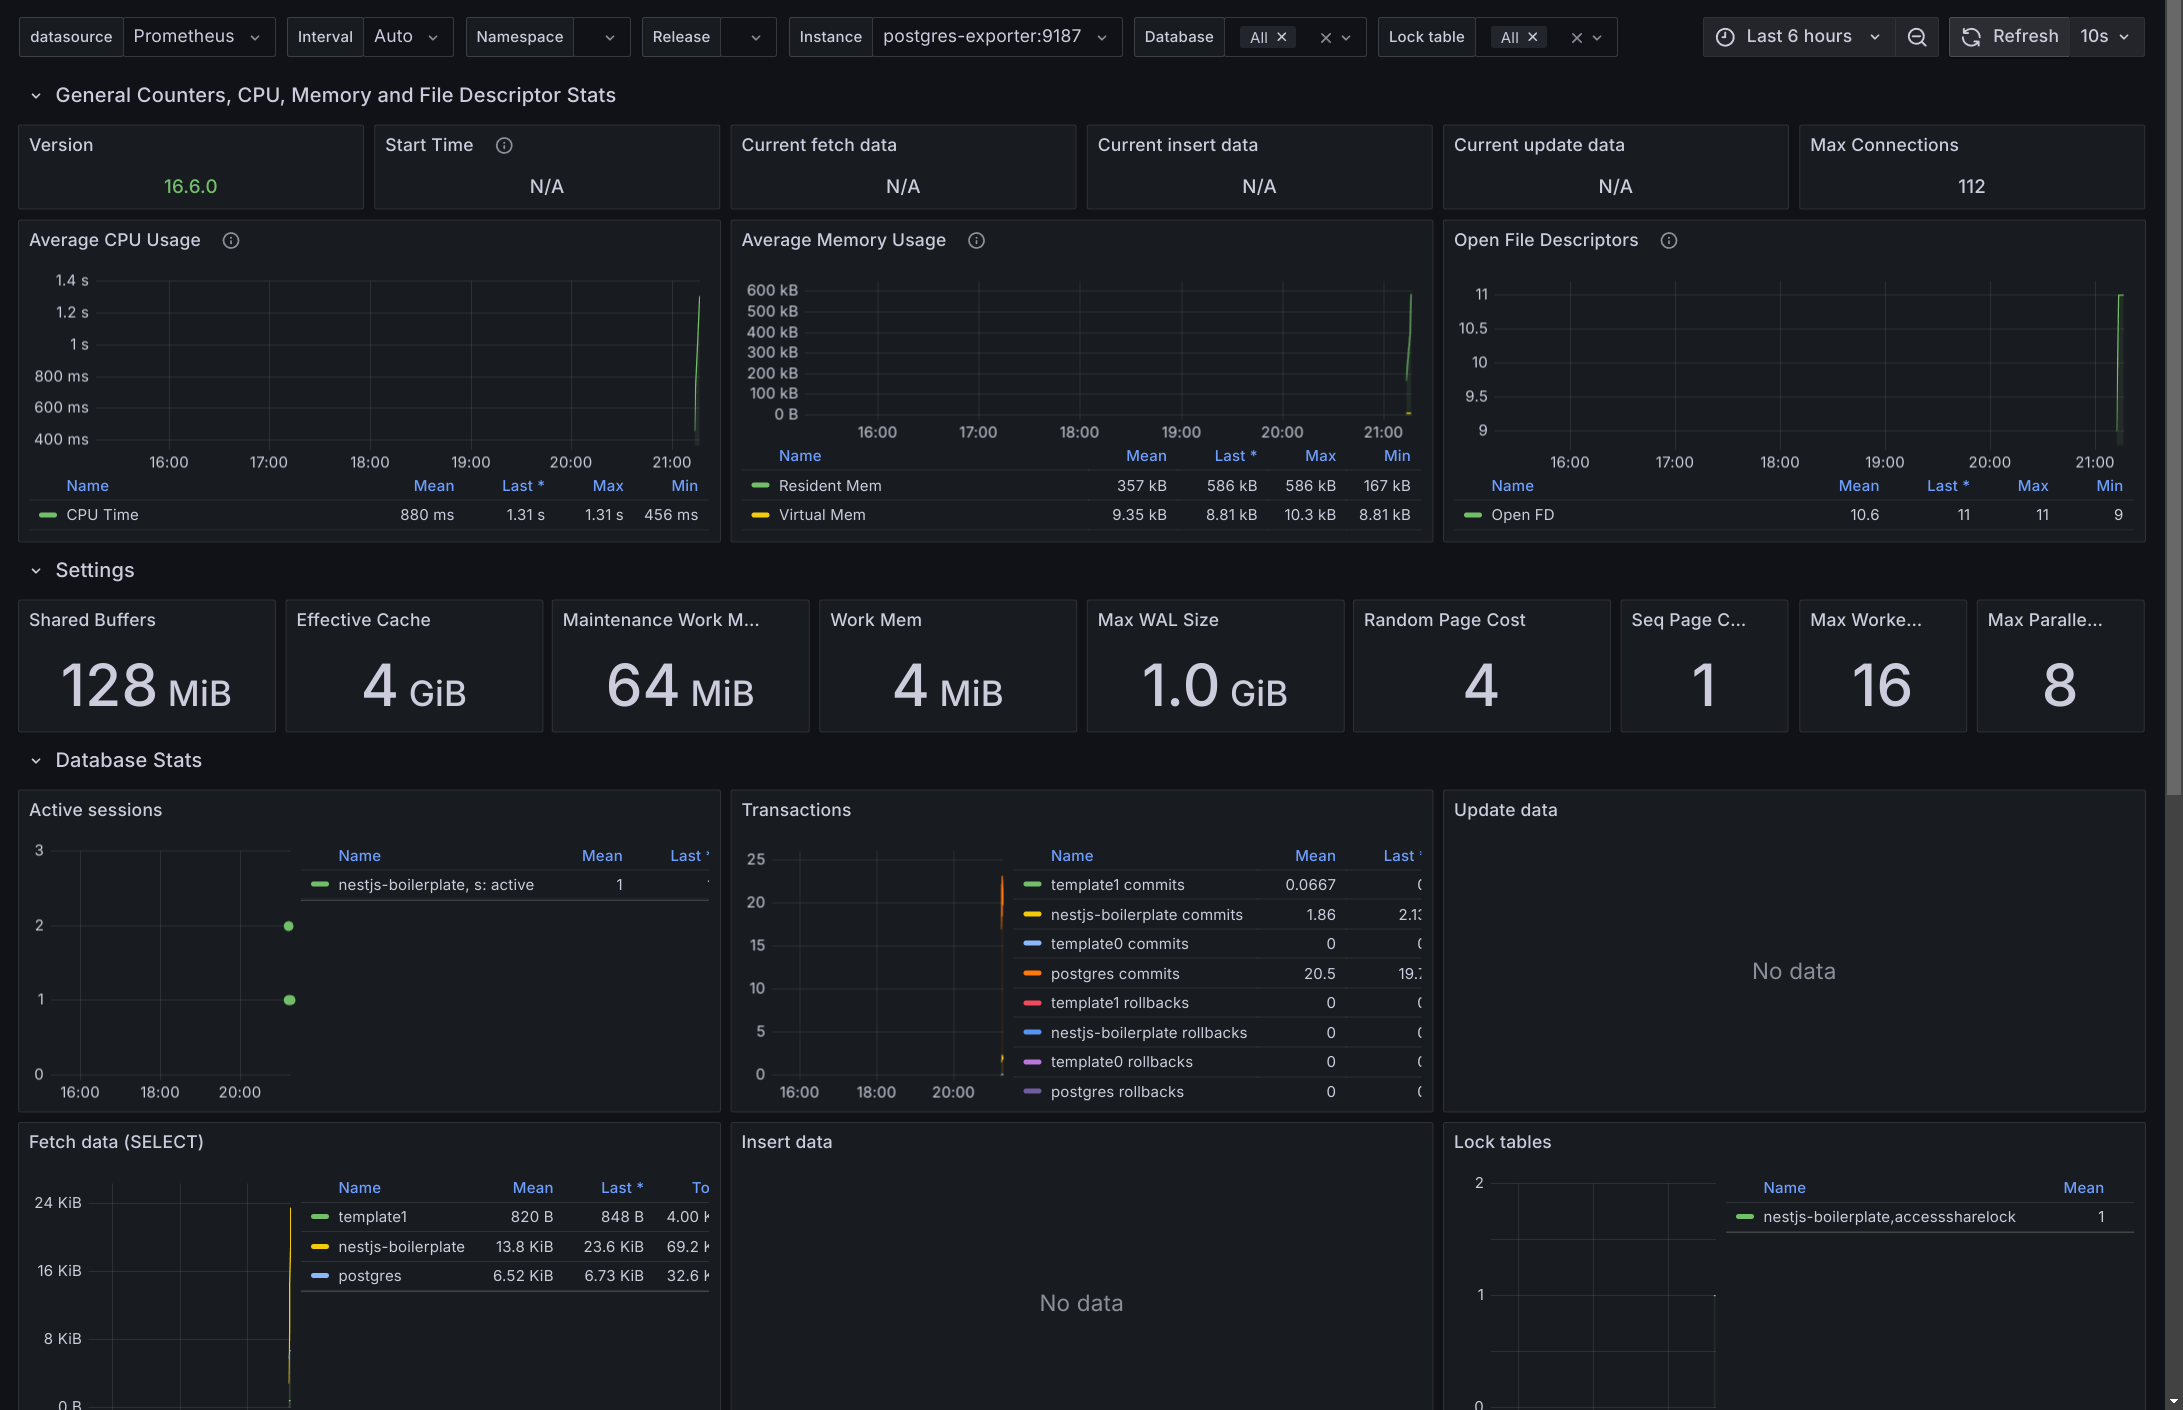 datasource Prometheus Interval Auto Namespace Release Instance postgres-exporter:9187 Database All Lock table All Last 6 hours Refresh 10s
General Counters, CPU, Memory and File Descriptor Stats
Version Start Time Current fetch data Current insert data Current update data Max Connections
16.6.0 N/A N/A N/A N/A 112
Average CPU Usage
1.4 s
1.2 s
1 s
800 ms
600 ms
400 ms
16:00 17:00 18:00 19:00 20:00 21:00
Name Mean Last * Max Min
CPU Time 880 ms 1.31 s 1.31 s 456 ms
Average Memory Usage
600 kB
500 kB
400 kB
300 kB
200 kB
100 kB
0 B
16:00 17:00 18:00 19:00 20:00 21:00
Name Mean Last * Max Min
Resident Mem 357 kB 586 kB 586 kB 167 kB
Virtual Mem 9.35 kB 8.81 kB 10.3 kB 8.81 kB
Open File Descriptors
11
10.5
10
9.5
9
16:00 17:00 18:00 19:00 20:00 21:00
Name Mean Last * Max Min
Open FD 10.6 11 11 9
Settings
Shared Buffers Effective Cache Maintenance Work M... Work Mem Max WAL Size Random Page Cost Seq Page C... Max Worke... Max Paralle...
128 MiB 4 GiB 64 MiB 4 MiB 1.0 GiB 4 1 16 8
Database Stats
Active sessions
3
2
1
0
16:00 18:00 20:00
Name Mean Last
nestjs-boilerplate, s: active 1
Transactions
25
20
15
10
5
0
16:00 18:00 20:00
Name Mean Last
template1 commits 0.0667
nestjs-boilerplate commits 1.86 2.13
template0 commits 0
postgres commits 20.5 19.7
template1 rollbacks 0
nestjs-boilerplate rollbacks 0
template0 rollbacks 0
postgres rollbacks 0
Update data
No data
Fetch data (SELECT)
24 KiB
16 KiB
8 KiB
0 B
Name Mean Last * To
template1 820 B 848 B 4.00
nestjs-boilerplate 13.8 KiB 23.6 KiB 69.2
postgres 6.52 KiB 6.73 KiB 32.6
Insert data
No data
Lock tables
2
1
0
Name Mean
nestjs-boilerplate,accesssharelock 1